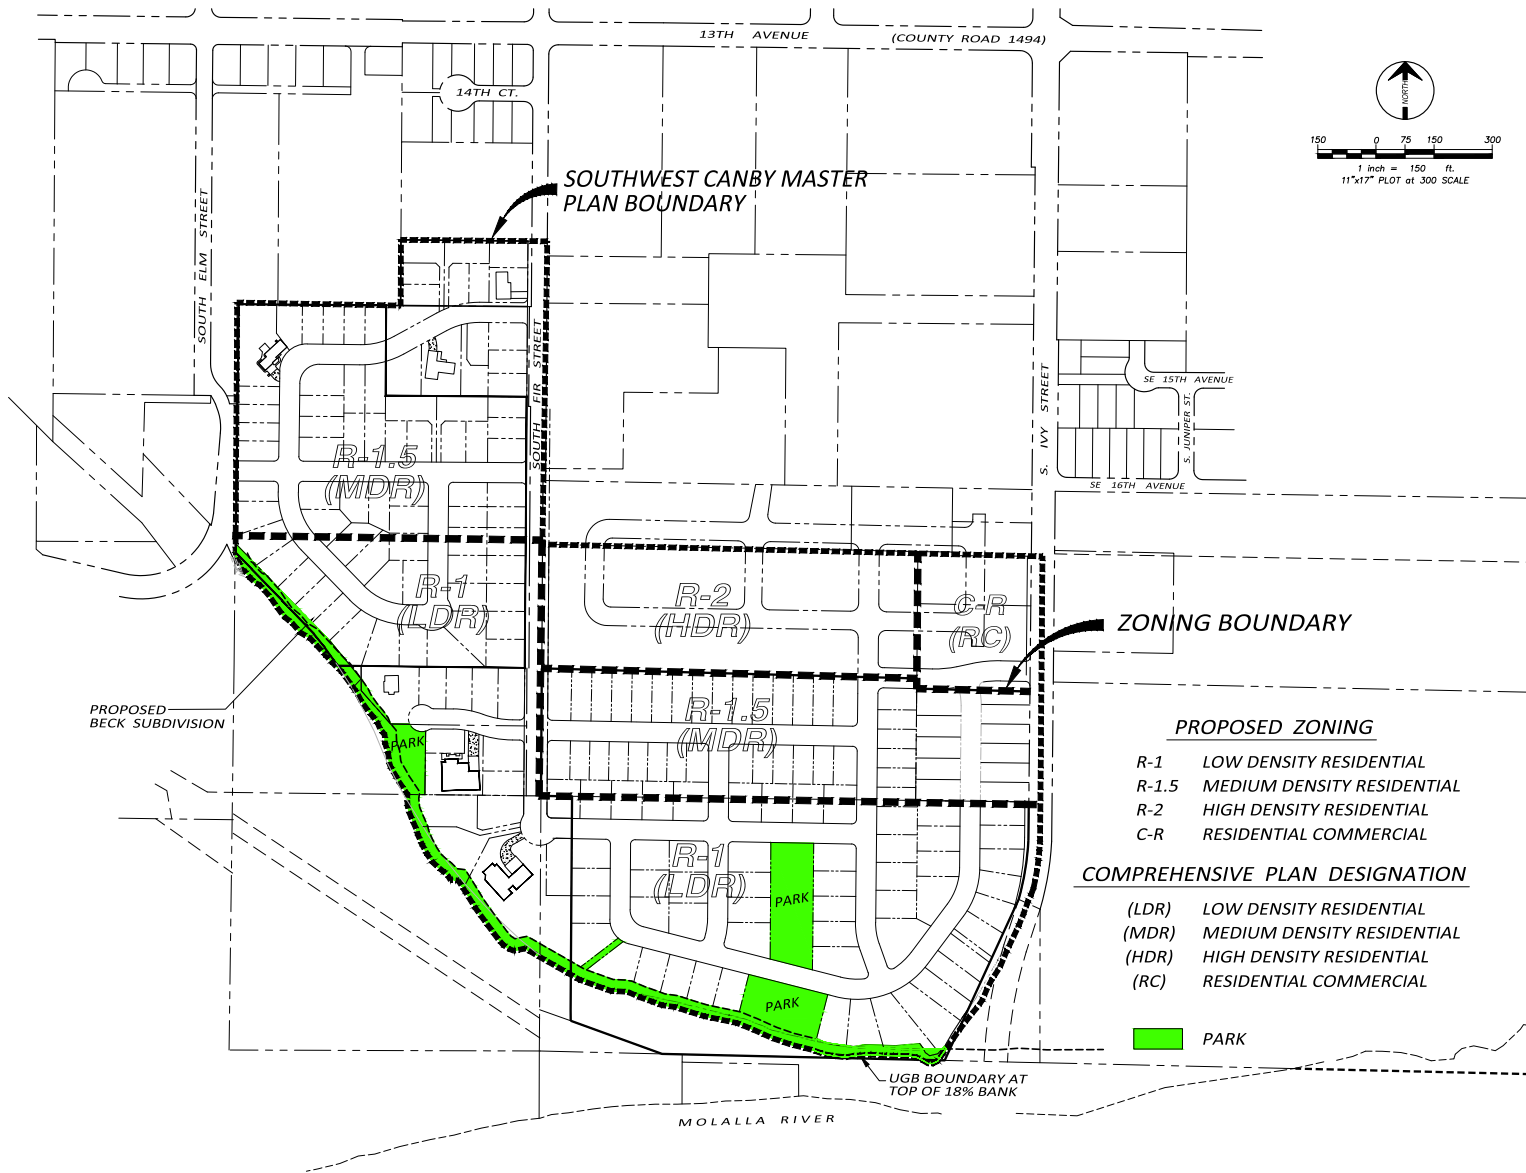 13TH AVENUE (COUNTY ROAD 1494)
14TH CT.
NORTH
150 0 75 150 300
1 inch = 150 ft.
11"x17" PLOT at 300 SCALE
SOUTHWEST CANBY MASTER
PLAN BOUNDARY
SOUTH ELM STREET
SOUTH FIR STREET
S. IVY STREET
SE 15TH AVENUE
S. JUNIPER ST.
SE 16TH AVENUE
R-1.5
(MDR)
R-1
(LDR)
R-2
(HDR)
C-R
(RC)
ZONING BOUNDARY
PROPOSED
BECK SUBDIVISION
PARK
R-1.5
(MDR)
R-1
(LDR)
PARK
PARK
PROPOSED ZONING
R-1 LOW DENSITY RESIDENTIAL
R-1.5 MEDIUM DENSITY RESIDENTIAL
R-2 HIGH DENSITY RESIDENTIAL
C-R RESIDENTIAL COMMERCIAL
COMPREHENSIVE PLAN DESIGNATION
(LDR) LOW DENSITY RESIDENTIAL
(MDR) MEDIUM DENSITY RESIDENTIAL
(HDR) HIGH DENSITY RESIDENTIAL
(RC) RESIDENTIAL COMMERCIAL
PARK
UGB BOUNDARY AT
TOP OF 18% BANK
MOLALLA RIVER